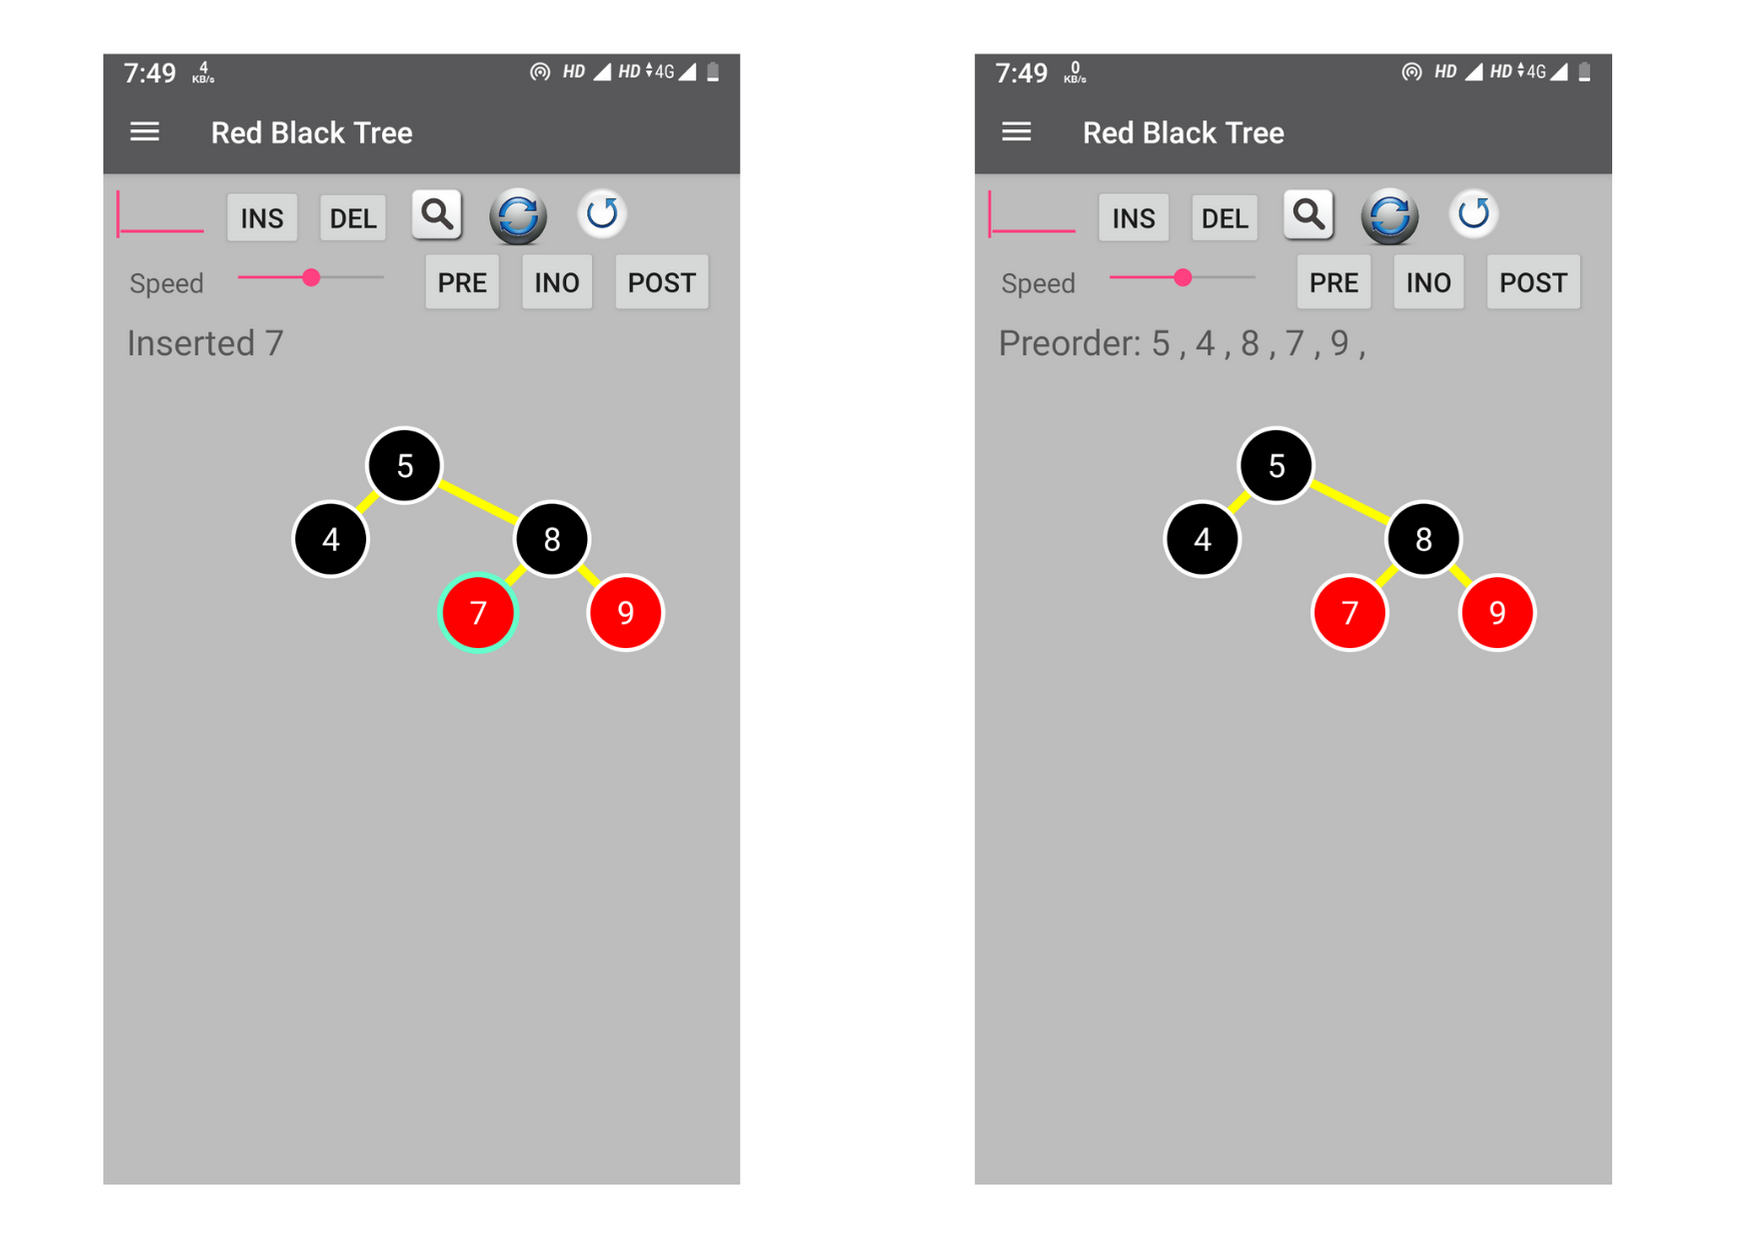 7:49 4 KB/s HD HD 4G
Red Black Tree
INS DEL
Speed PRE INO POST
Inserted 7
5
4 8
7 9
7:49 0 KB/s HD HD 4G
Red Black Tree
INS DEL
Speed PRE INO POST
Preorder: 5 , 4 , 8 , 7 , 9 ,
5
4 8
7 9